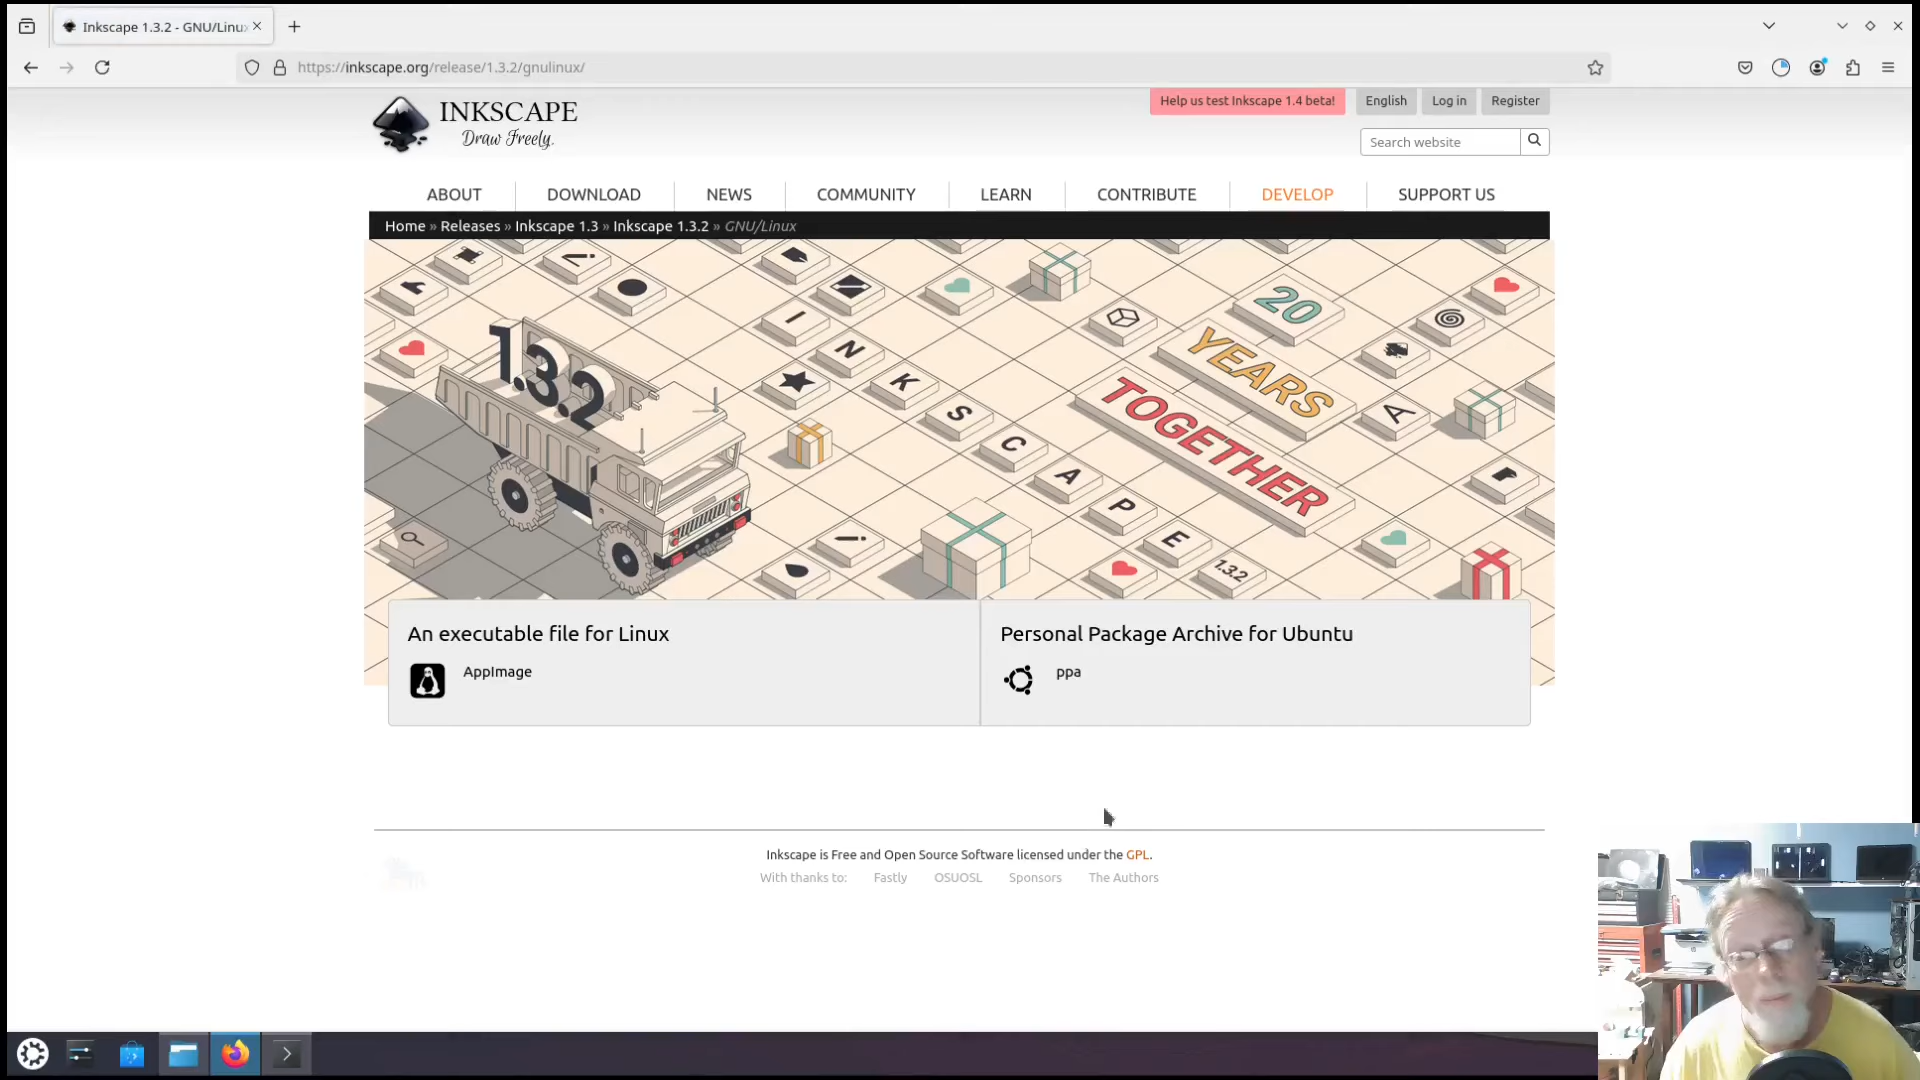 Inkscape 1.3.2 - GNU/Linux
https://inkscape.org/release/1.3.2/gnulinux/
INKSCAPE
Draw Freely.
Help us test Inkscape 1.4 beta!
English
Log in
Register
Search website
ABOUT
DOWNLOAD
NEWS
COMMUNITY
LEARN
CONTRIBUTE
DEVELOP
SUPPORT US
Home » Releases » Inkscape 1.3 » Inkscape 1.3.2 » GNU/Linux
1.3.2
INKSCAPE
1.3.2
20
YEARS
TOGETHER
A
An executable file for Linux
AppImage
Personal Package Archive for Ubuntu
ppa
Inkscape is Free and Open Source Software licensed under the GPL.
With thanks to: Fastly OSUOSL Sponsors The Authors